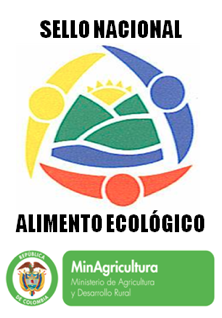 SELLO NACIONAL
ALIMENTO ECOLÓGICO
REPÚBLICA
DE COLOMBIA
MinAgricultura
Ministerio de Agricultura
y Desarrollo Rural